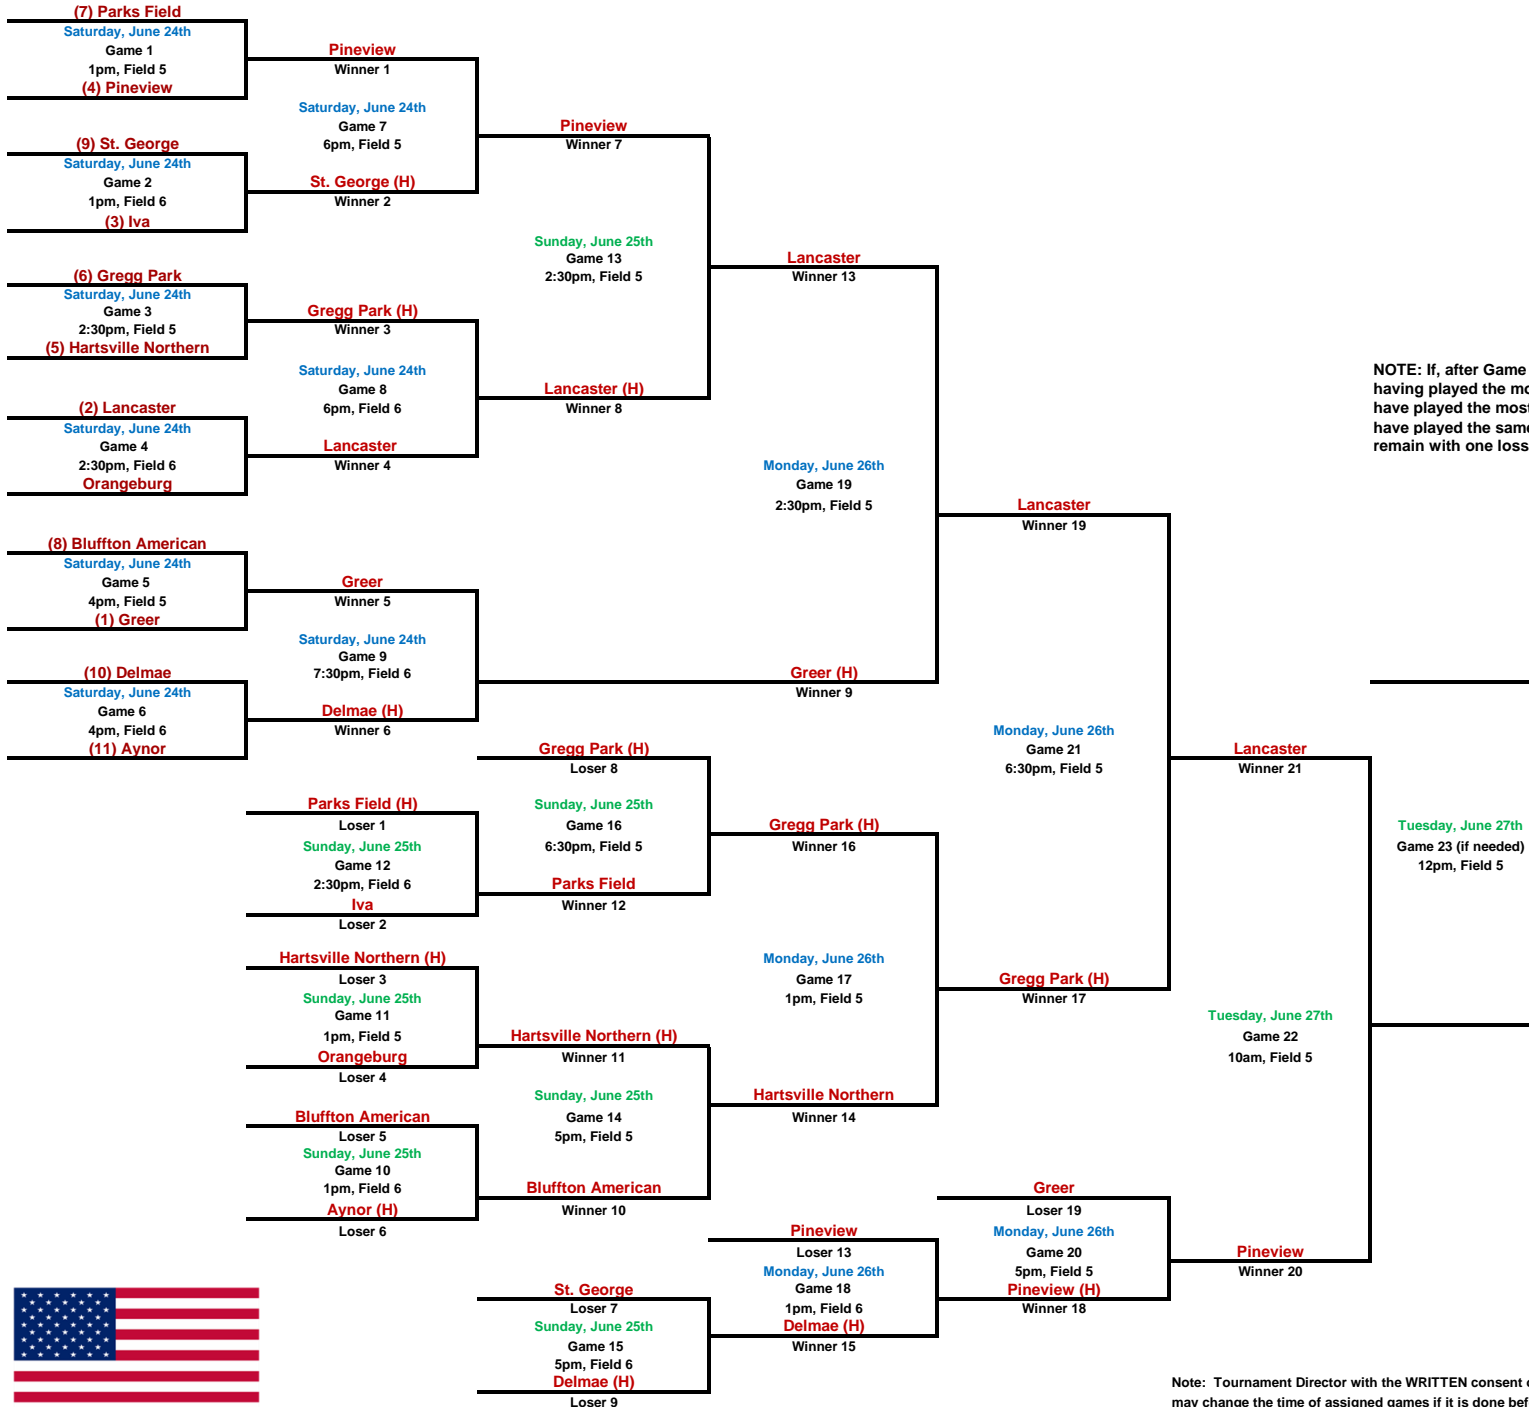 (7) Parks Field
Saturday, June 24th
Game 1
1pm, Field 5
(4) Pineview
(9) St. George
Saturday, June 24th
Game 2
1pm, Field 6
(3) Iva
(6) Gregg Park
Saturday, June 24th
Game 3
2:30pm, Field 5
(5) Hartsville Northern
(2) Lancaster
Saturday, June 24th
Game 4
2:30pm, Field 6
Orangeburg
(8) Bluffton American
Saturday, June 24th
Game 5
4pm, Field 5
(1) Greer
(10) Delmae
Saturday, June 24th
Game 6
4pm, Field 6
(11) Aynor
Pineview
Winner 1
Saturday, June 24th
Game 7
6pm, Field 5
St. George (H)
Winner 2
Gregg Park (H)
Winner 3
Saturday, June 24th
Game 8
6pm, Field 6
Lancaster
Winner 4
Greer
Winner 5
Saturday, June 24th
Game 9
7:30pm, Field 6
Delmae (H)
Winner 6
Parks Field (H)
Loser 1
Sunday, June 25th
Game 12
2:30pm, Field 6
Iva
Loser 2
Hartsville Northern (H)
Loser 3
Sunday, June 25th
Game 11
1pm, Field 5
Orangeburg
Loser 4
Bluffton American
Loser 5
Sunday, June 25th
Game 10
1pm, Field 6
Aynor (H)
Loser 6
Pineview
Winner 7
Sunday, June 25th
Game 13
2:30pm, Field 5
Lancaster (H)
Winner 8
Gregg Park (H)
Loser 8
Sunday, June 25th
Game 16
6:30pm, Field 5
Parks Field
Winner 12
Hartsville Northern (H)
Winner 11
Sunday, June 25th
Game 14
5pm, Field 5
Bluffton American
Winner 10
St. George
Loser 7
Sunday, June 25th
Game 15
5pm, Field 6
Delmae (H)
Loser 9
Lancaster
Winner 13
Monday, June 26th
Game 19
2:30pm, Field 5
Greer (H)
Winner 9
Gregg Park (H)
Winner 16
Monday, June 26th
Game 17
1pm, Field 5
Hartsville Northern
Winner 14
Pineview
Loser 13
Monday, June 26th
Game 18
1pm, Field 6
Delmae (H)
Winner 15
Lancaster
Winner 19
Monday, June 26th
Game 21
6:30pm, Field 5
Gregg Park (H)
Winner 17
Greer
Loser 19
Monday, June 26th
Game 20
5pm, Field 5
Pineview (H)
Winner 18
Lancaster
Winner 21
Tuesday, June 27th
Game 22
10am, Field 5
Pineview
Winner 20
NOTE: If, after Game
having played the mo
have played the most
have played the same
remain with one loss
Tuesday, June 27th
Game 23 (if needed)
12pm, Field 5
Note: Tournament Director with the WRITTEN consent o
may change the time of assigned games if it is done bef